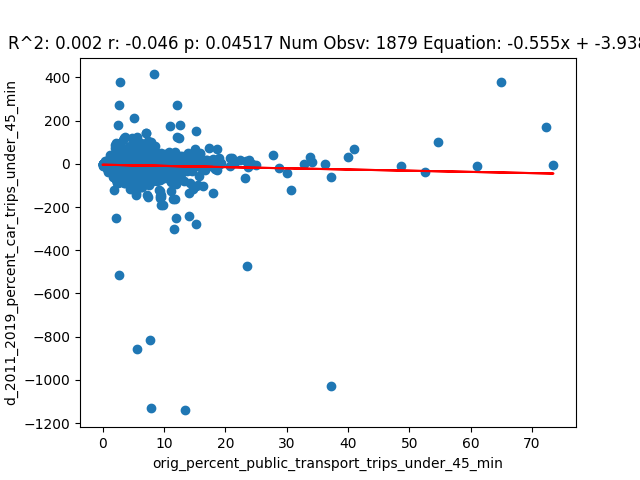 R^2: 0.002 r: -0.046 p: 0.04517 Num Obsv: 1879 Equation: -0.555x + -3.938
d_2011_2019_percent_car_trips_under_45_min
400
200
0
−200
−400
−600
−800
−1000
−1200
0 10 20 30 40 50 60 70
orig_percent_public_transport_trips_under_45_min